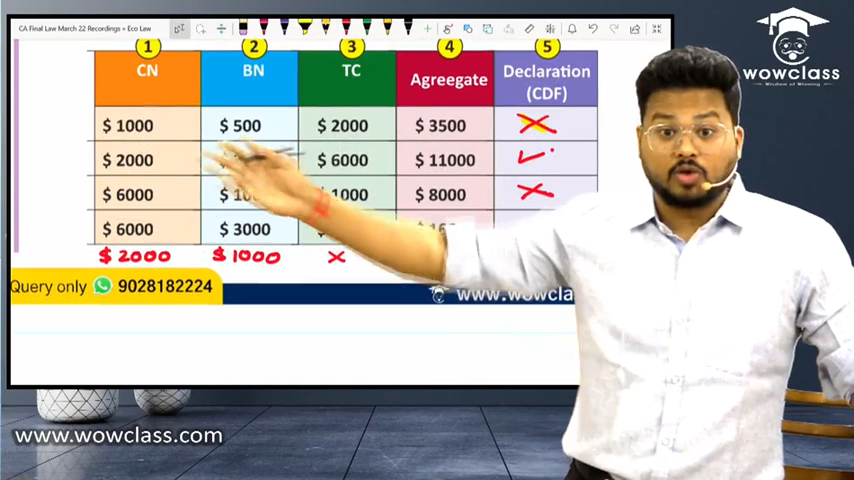 CA Final Law March 22 Recordings + Eco Law
1 2 3 4 5
CN BN TC Agreegate Declaration (CDF)
$ 1000 $ 500 $ 2000 $ 3500
$ 2000 $ 6000 $ 11000
$ 6000 $ 1000 $ 8000
$ 6000 $ 3000
$ 2000 $ 1000 x
Query only 9028182224
www.wowclass
wowclass
Wisdom of Winning
www.wowclass.com